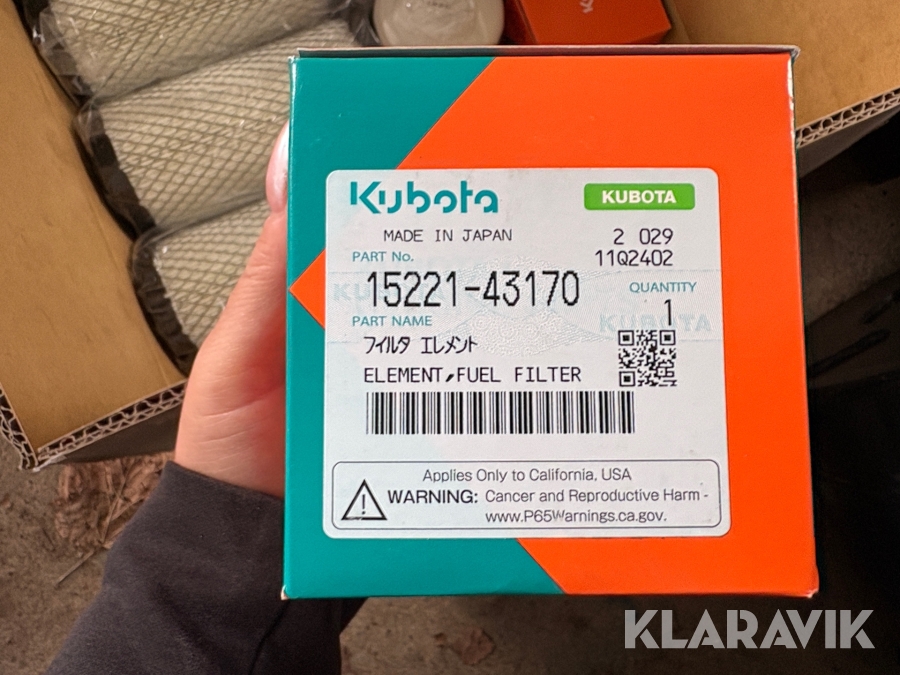 Kubota
KUBOTA
MADE IN JAPAN
2 029
PART No.
11Q2402
15221-43170
QUANTITY
1
PART NAME
KUBOTA
フィルタ エレメント
ELEMENT,FUEL FILTER
Applies Only to California, USA
WARNING: Cancer and Reproductive Harm -
www.P65Warnings.ca.gov.
KLARAVIK